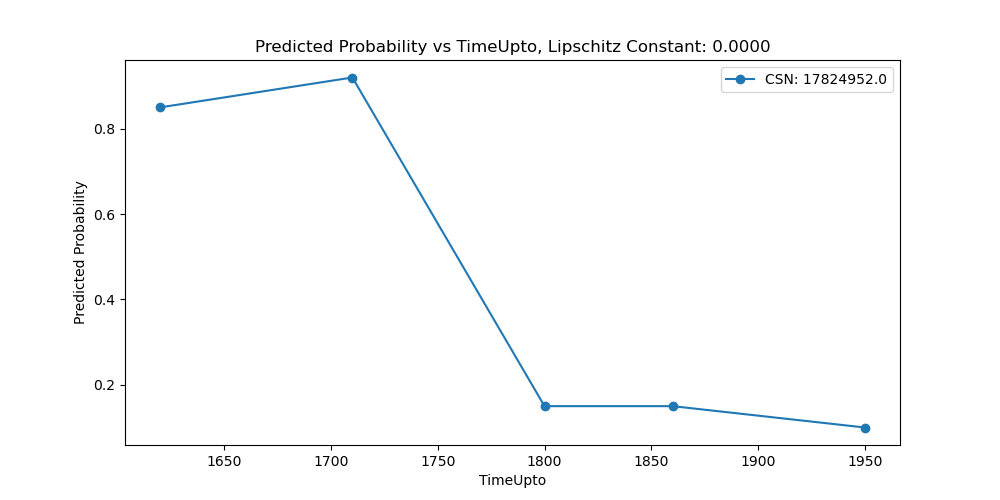 Predicted Probability vs TimeUpto, Lipschitz Constant: 0.0000
CSN: 17824952.0
Predicted Probability
0.8
0.6
0.4
0.2
1650 1700 1750 1800 1850 1900 1950
TimeUpto